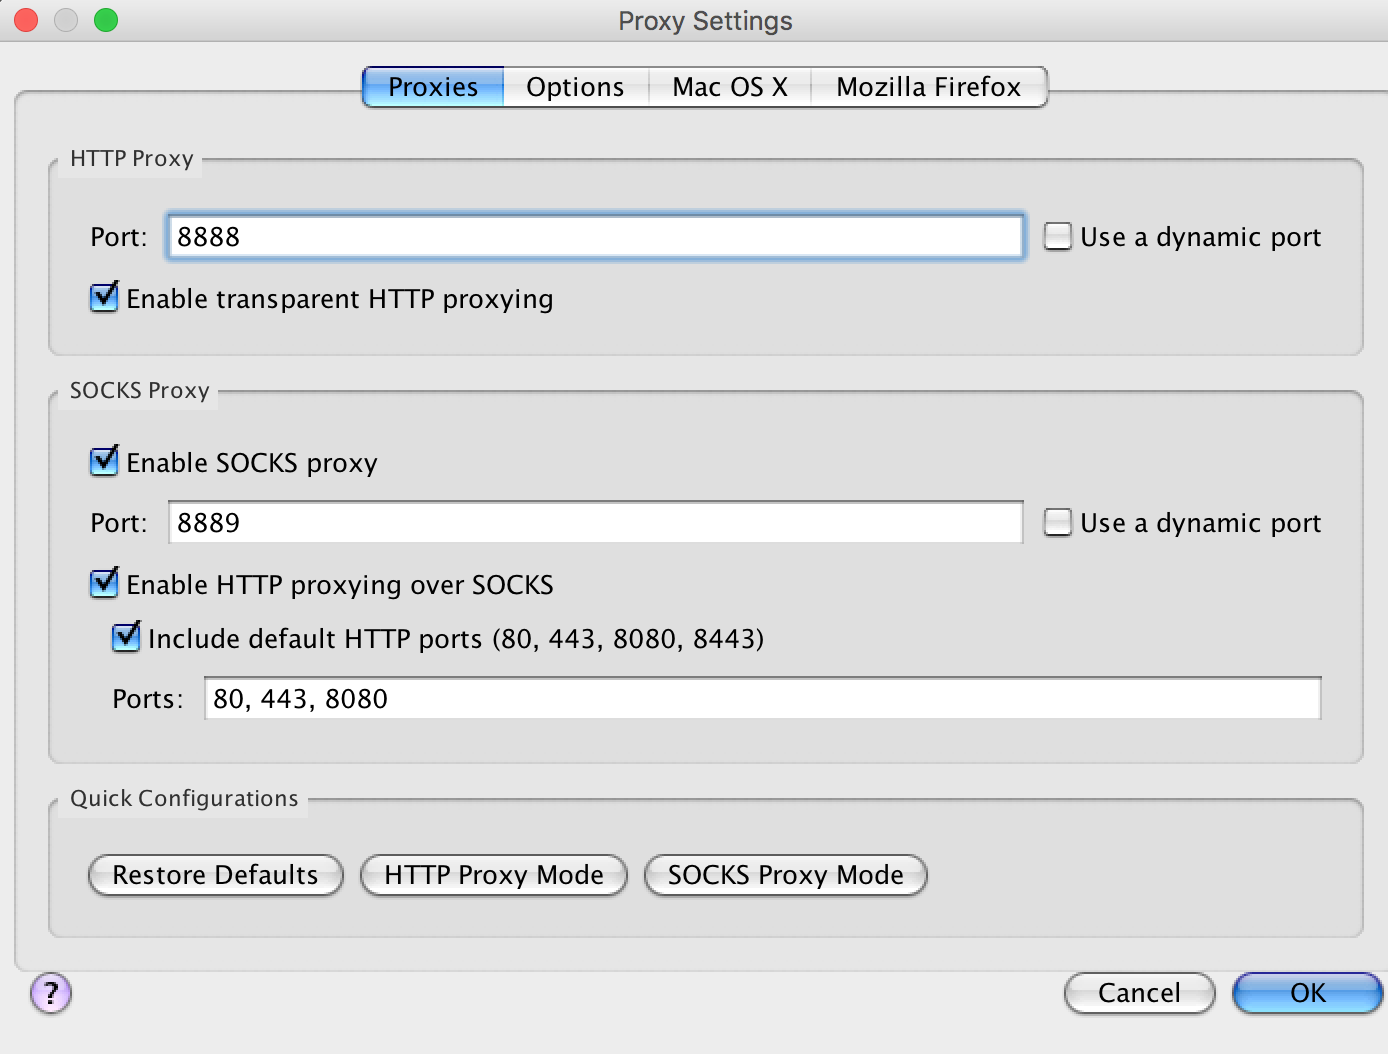 Proxy Settings
Proxies Options Mac OS X Mozilla Firefox
HTTP Proxy
Port: 8888 Use a dynamic port
Enable transparent HTTP proxying
SOCKS Proxy
Enable SOCKS proxy
Port: 8889 Use a dynamic port
Enable HTTP proxying over SOCKS
Include default HTTP ports (80, 443, 8080, 8443)
Ports: 80, 443, 8080
Quick Configurations
Restore Defaults HTTP Proxy Mode SOCKS Proxy Mode
? Cancel OK